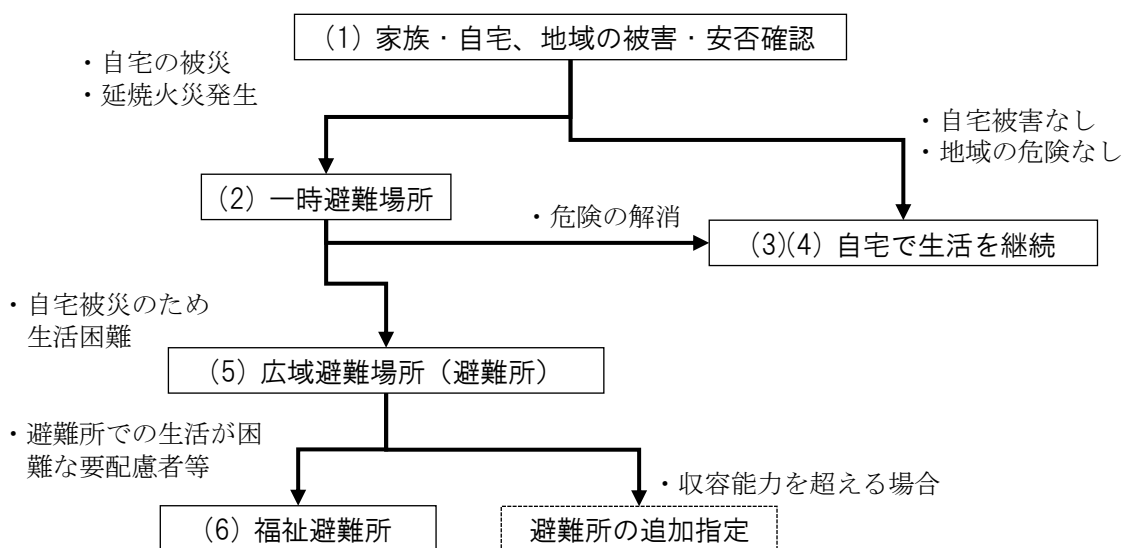 (1) 家族・自宅、地域の被害・安否確認
・自宅の被災
・延焼火災発生
・自宅被害なし
・地域の危険なし
(2) 一時避難場所
・危険の解消
(3)(4) 自宅で生活を継続
・自宅被災のため
生活困難
(5) 広域避難場所（避難所）
・避難所での生活が困
難な要配慮者等
・収容能力を超える場合
(6) 福祉避難所
避難所の追加指定